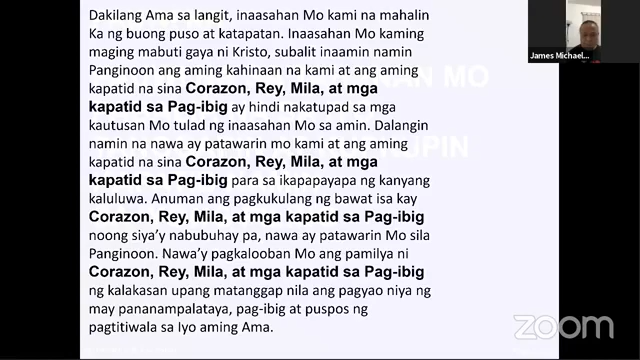 Dakilang Ama sa langit, inaasahan Mo kami na mahalin
Ka ng buong puso at katapatan. Inaasahan Mo kaming
maging mabuti gaya ni Kristo, subalit inaamin namin
Panginoon ang aming kahinaan na kami at ang aming
kapatid na sina Corazon, Rey, Mila, at mga
kapatid sa Pag-ibig ay hindi nakatupad sa mga
kautusan Mo tulad ng inaasahan Mo sa amin. Dalangin
namin na nawa ay patawarin mo kami at ang aming
kapatid na sina Corazon, Rey, Mila, at mga
kapatid sa Pag-ibig para sa ikapapayapa ng kanyang
kaluluwa. Anuman ang pagkukulang ng bawat isa kay
Corazon, Rey, Mila, at mga kapatid sa Pag-ibig
noong siya'y nabubuhay pa, nawa ay patawarin Mo sila
Panginoon. Nawa'y pagkalooban Mo ang pamilya ni
Corazon, Rey, Mila, at mga kapatid sa Pag-ibig
ng kalakasan upang matanggap nila ang pagyao niya ng
may pananampalataya, pag-ibig at puspos ng
pagtitiwala sa Iyo aming Ama.
James Michael...
zoom